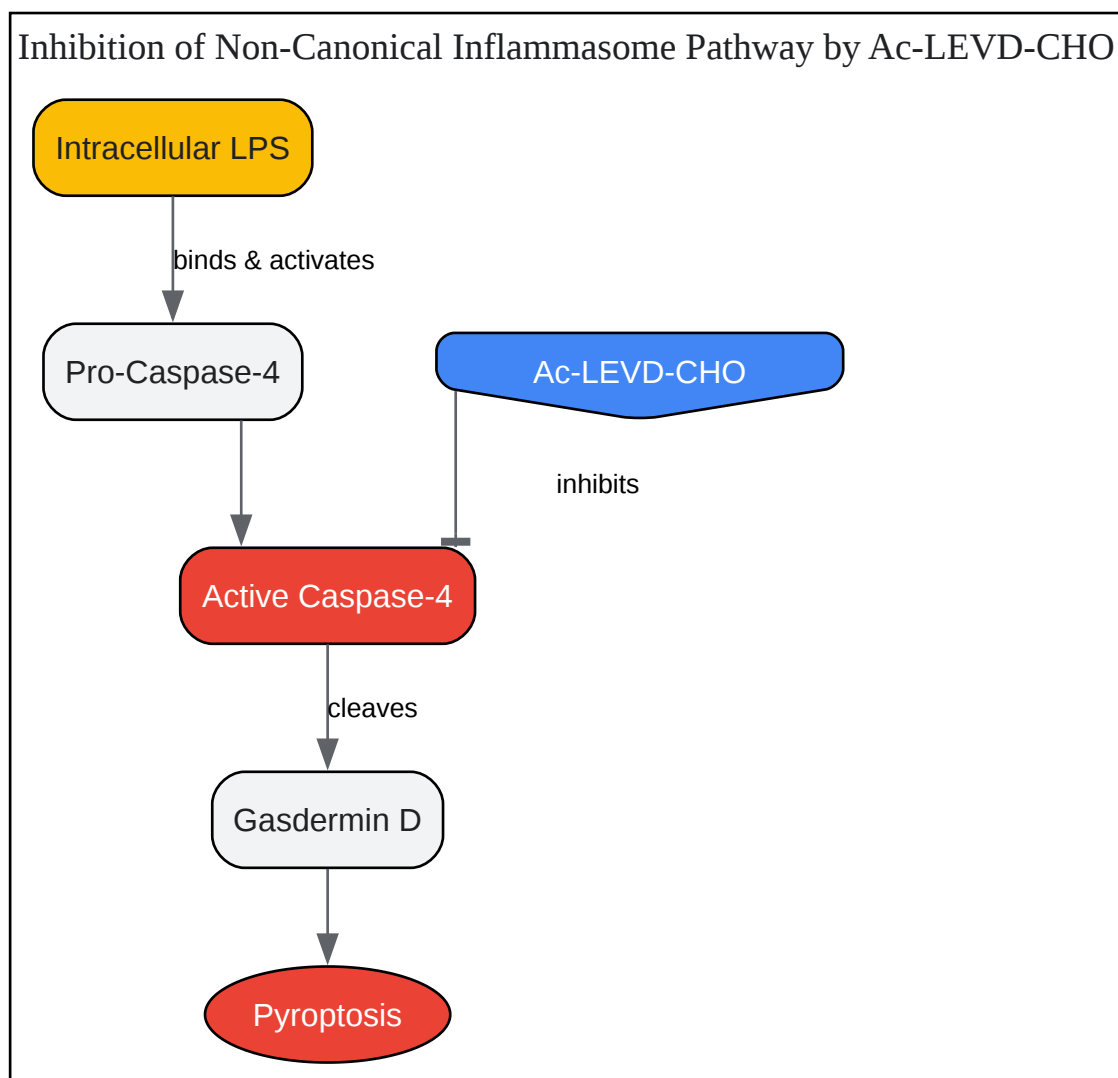 Inhibition of Non-Canonical Inflammasome Pathway by Ac-LEVD-CHO
Intracellular LPS
binds & activates
Pro-Caspase-4
Ac-LEVD-CHO
inhibits
Active Caspase-4
cleaves
Gasdermin D
Pyroptosis